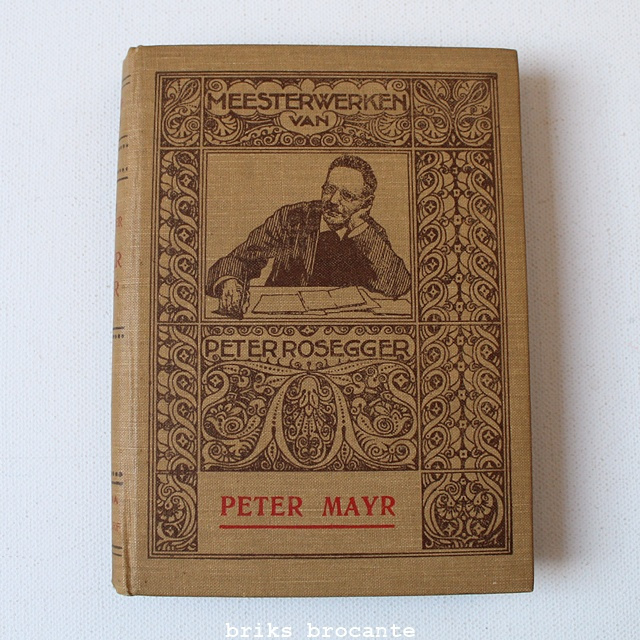 MEESTERWERKEN
VAN
PETER ROSEGGER
PETER MAYR
briks brocante